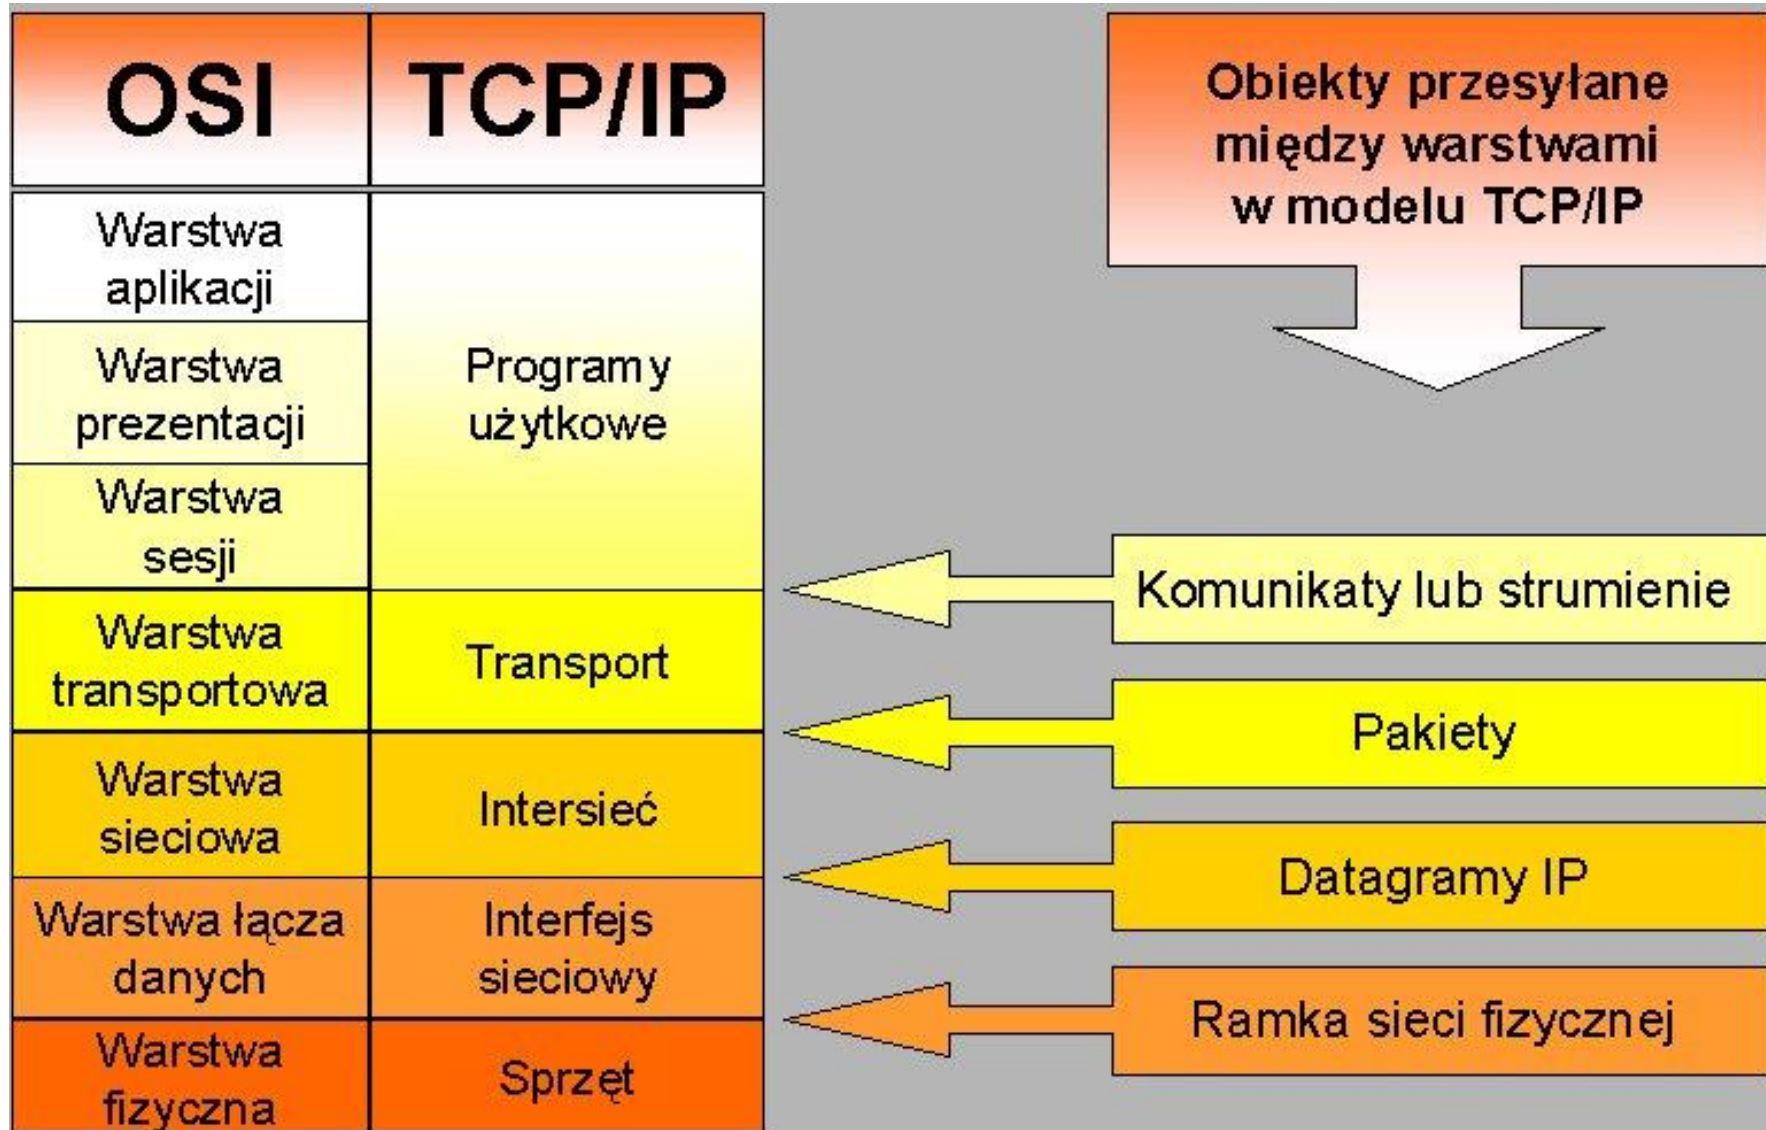 OSI
TCP/IP
Obiekty przesyłane
między warstwami
w modelu TCP/IP
Warstwa
aplikacji
Warstwa
prezentacji
Warstwa
sesji
Programy
użytkowe
Komunikaty lub strumienie
Warstwa
transportowa
Transport
Pakiety
Warstwa
sieciowa
Intersieć
Datagramy IP
Warstwa łącza
danych
Interfejs
sieciowy
Ramka sieci fizycznej
Warstwa
fizyczna
Sprzęt